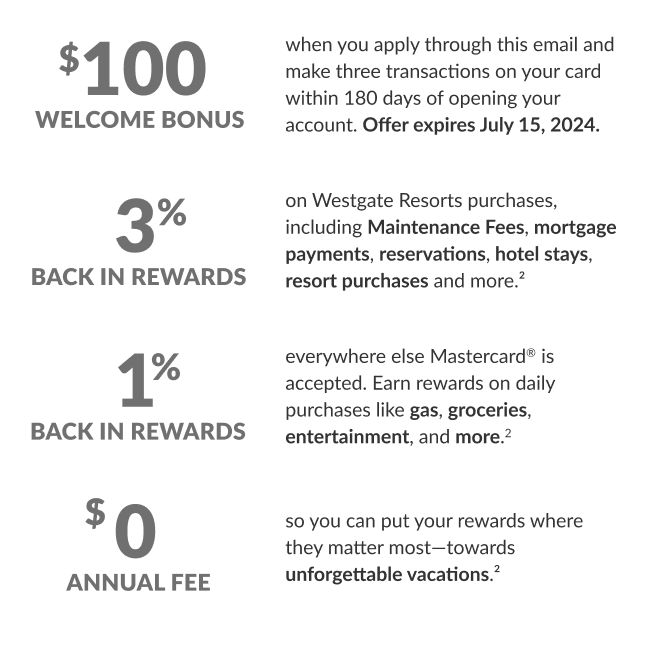 $100
WELCOME BONUS
when you apply through this email and
make three transactions on your card
within 180 days of opening your
account. Offer expires July 15, 2024.
3%
BACK IN REWARDS
on Westgate Resorts purchases,
including Maintenance Fees, mortgage
payments, reservations, hotel stays,
resort purchases and more.²
1%
BACK IN REWARDS
everywhere else Mastercard® is
accepted. Earn rewards on daily
purchases like gas, groceries,
entertainment, and more.²
$0
ANNUAL FEE
so you can put your rewards where
they matter most—towards
unforgettable vacations.²